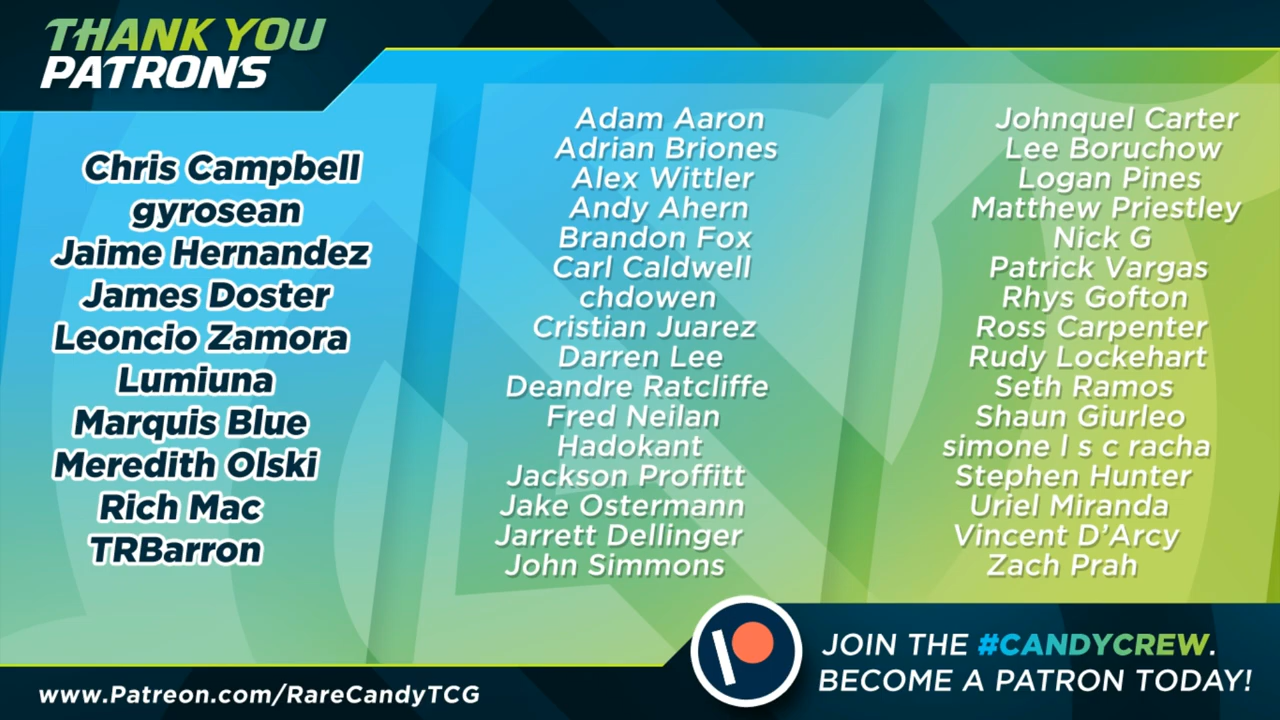 THANK YOU
PATRONS
Chris Campbell
gyrosean
Jaime Hernandez
James Doster
Leoncio Zamora
Lumiuna
Marquis Blue
Meredith Olski
Rich Mac
TRBarron
Adam Aaron
Adrian Briones
Alex Wittler
Andy Ahern
Brandon Fox
Carl Caldwell
chdowen
Cristian Juarez
Darren Lee
Deandre Ratcliffe
Fred Neilan
Hadokant
Jackson Proffitt
Jake Ostermann
Jarrett Dellinger
John Simmons
Johnquel Carter
Lee Boruchow
Logan Pines
Matthew Priestley
Nick G
Patrick Vargas
Rhys Gofton
Ross Carpenter
Rudy Lockehart
Seth Ramos
Shaun Giurleo
simone l s c racha
Stephen Hunter
Uriel Miranda
Vincent D’Arcy
Zach Prah
www.Patreon.com/RareCandyTCG
JOIN THE #CANDYCREW.
BECOME A PATRON TODAY!